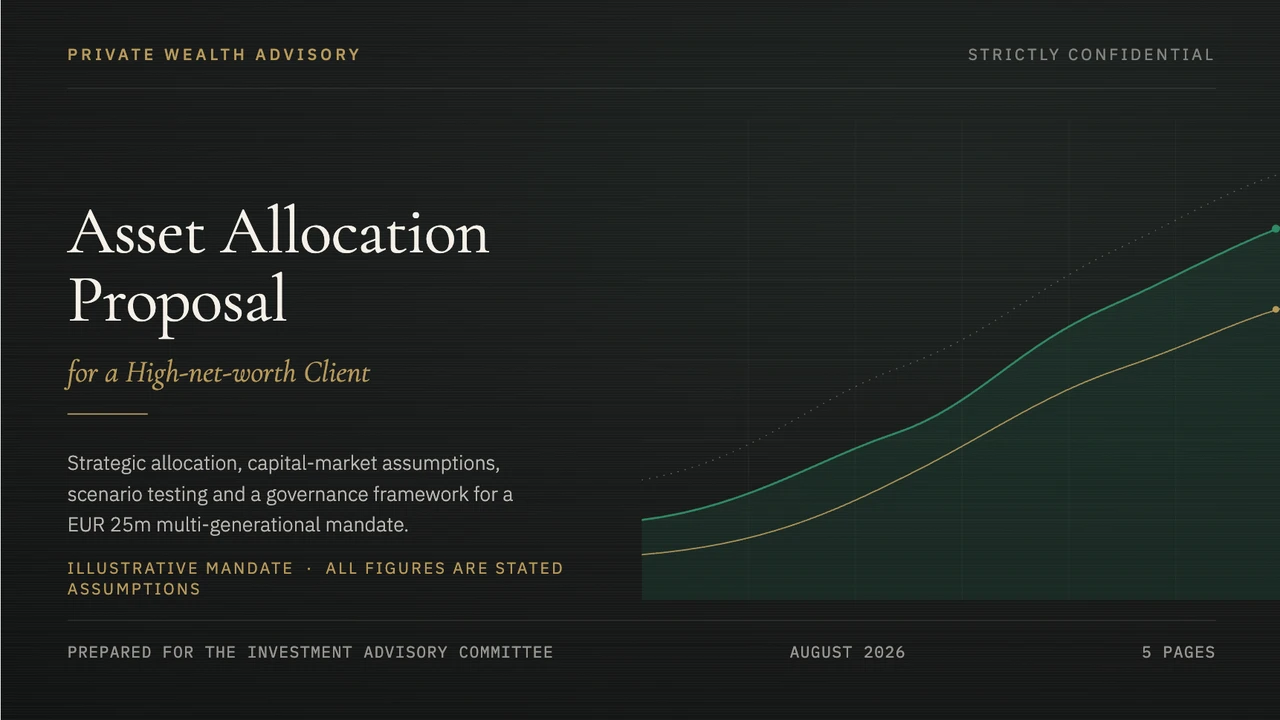 PRIVATE WEALTH ADVISORY
STRICTLY CONFIDENTIAL
Asset Allocation
Proposal
for a High-net-worth Client
Strategic allocation, capital-market assumptions,
scenario testing and a governance framework for a
EUR 25m multi-generational mandate.
ILLUSTRATIVE MANDATE · ALL FIGURES ARE STATED
ASSUMPTIONS
PREPARED FOR THE INVESTMENT ADVISORY COMMITTEE
AUGUST 2026
5 PAGES